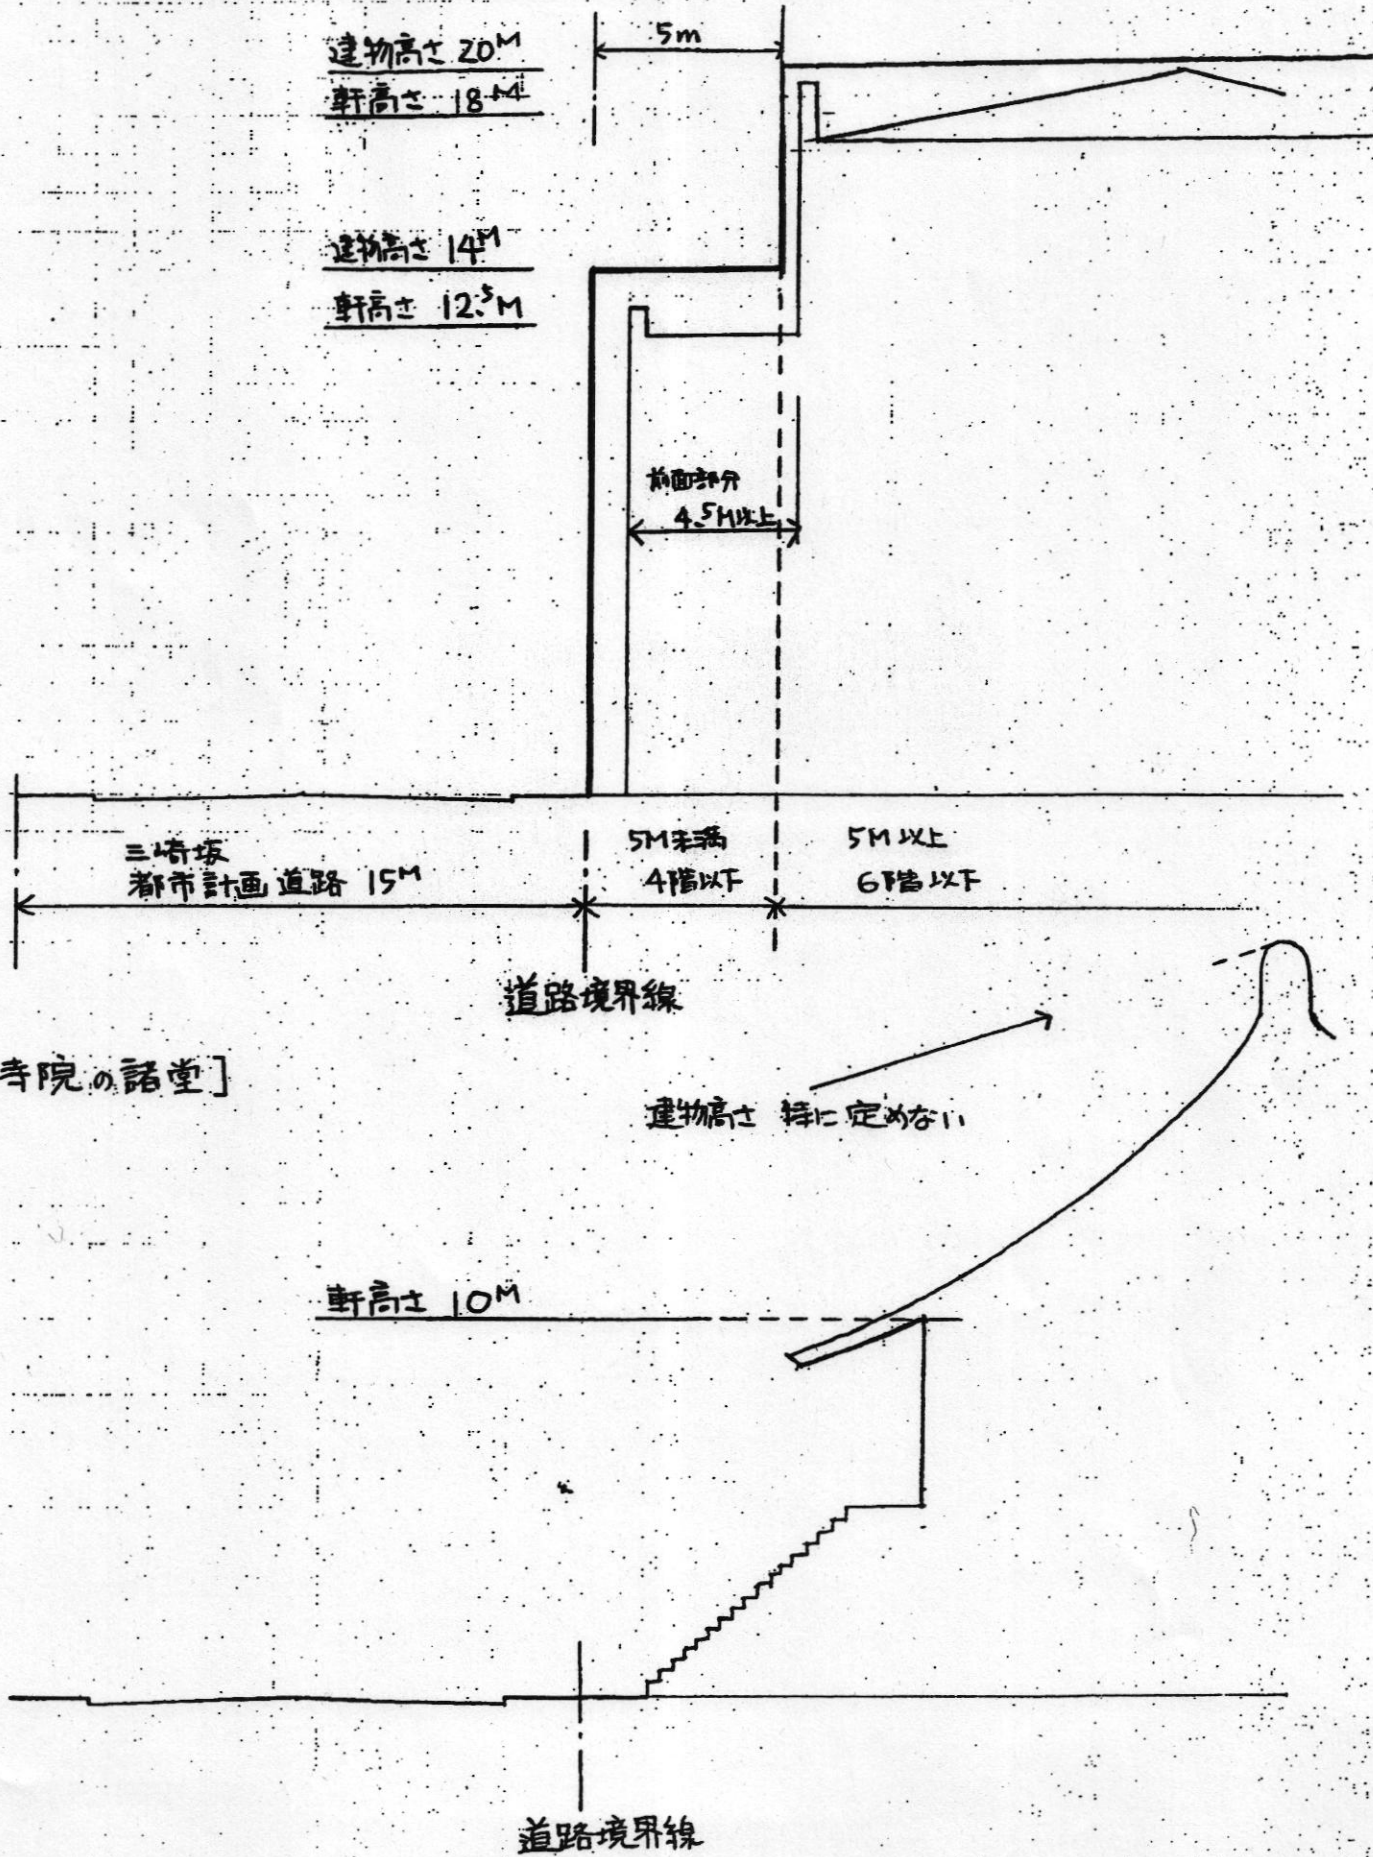 建物高さ 20M
5m
軒高さ 18M
建物高さ 14M
軒高さ 12.5M
前面部分
4.5M以上
三崎坂
都市計画道路 15M
5M未満
4階以下
5M以上
6階以下
道路境界線
寺院の諸堂]
建物高さ 特に定めない
軒高さ 10M
道路境界線